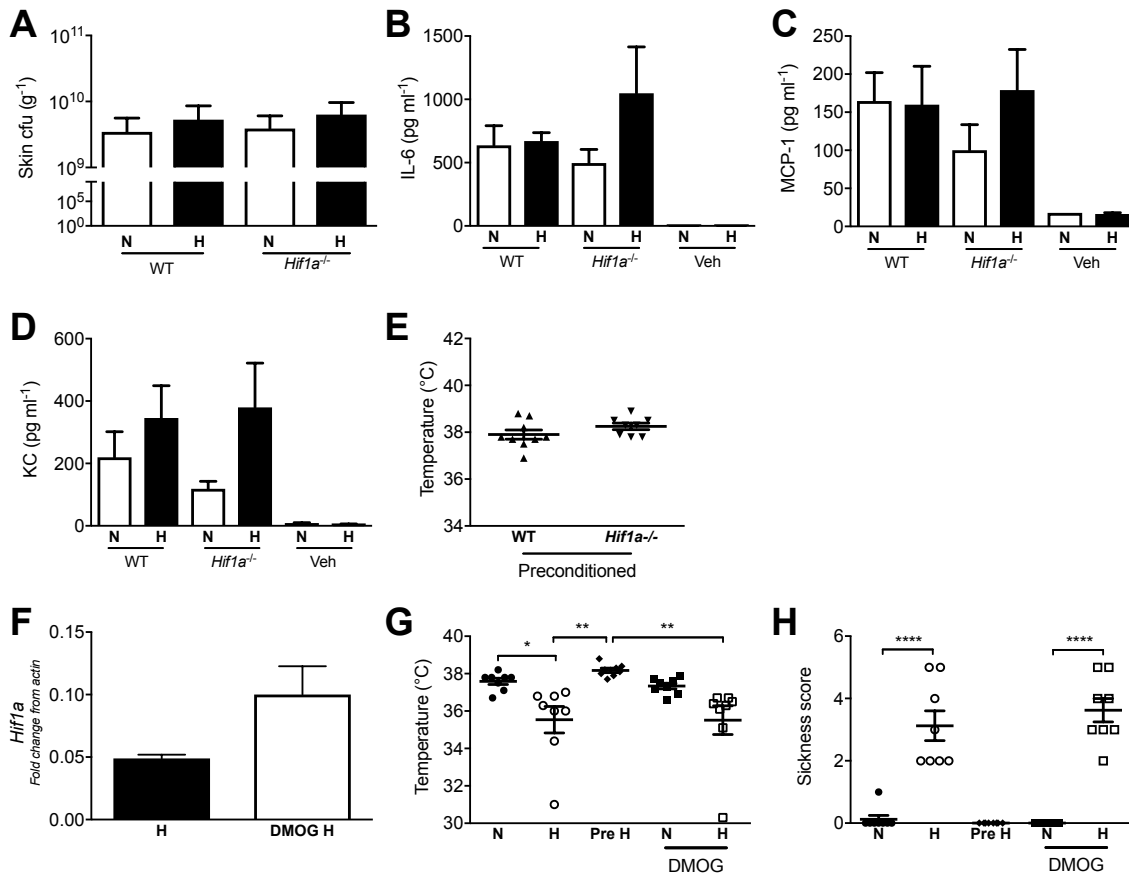 A
Skin cfu (g⁻¹)
10¹¹
10¹⁰
10⁹
10⁵
10⁰
N H N H
WT Hif1a⁻/⁻
B
IL-6 (pg ml⁻¹)
1500
1000
500
0
N H N H N H
WT Hif1a⁻/⁻ Veh
C
MCP-1 (pg ml⁻¹)
250
200
150
100
50
0
N H N H N H
WT Hif1a⁻/⁻ Veh
D
KC (pg ml⁻¹)
600
400
200
0
N H N H N H
WT Hif1a⁻/⁻ Veh
E
Temperature (°C)
42
40
38
36
34
WT Hif1a-/-
Preconditioned
F
Hif1a
Fold change from actin
0.15
0.10
0.05
0.00
H DMOG H
G
Temperature (°C)
40
38
36
34
32
30
* ** **
N H Pre H N H
DMOG
H
Sickness score
6
4
2
0
**** ****
N H Pre H N H
DMOG